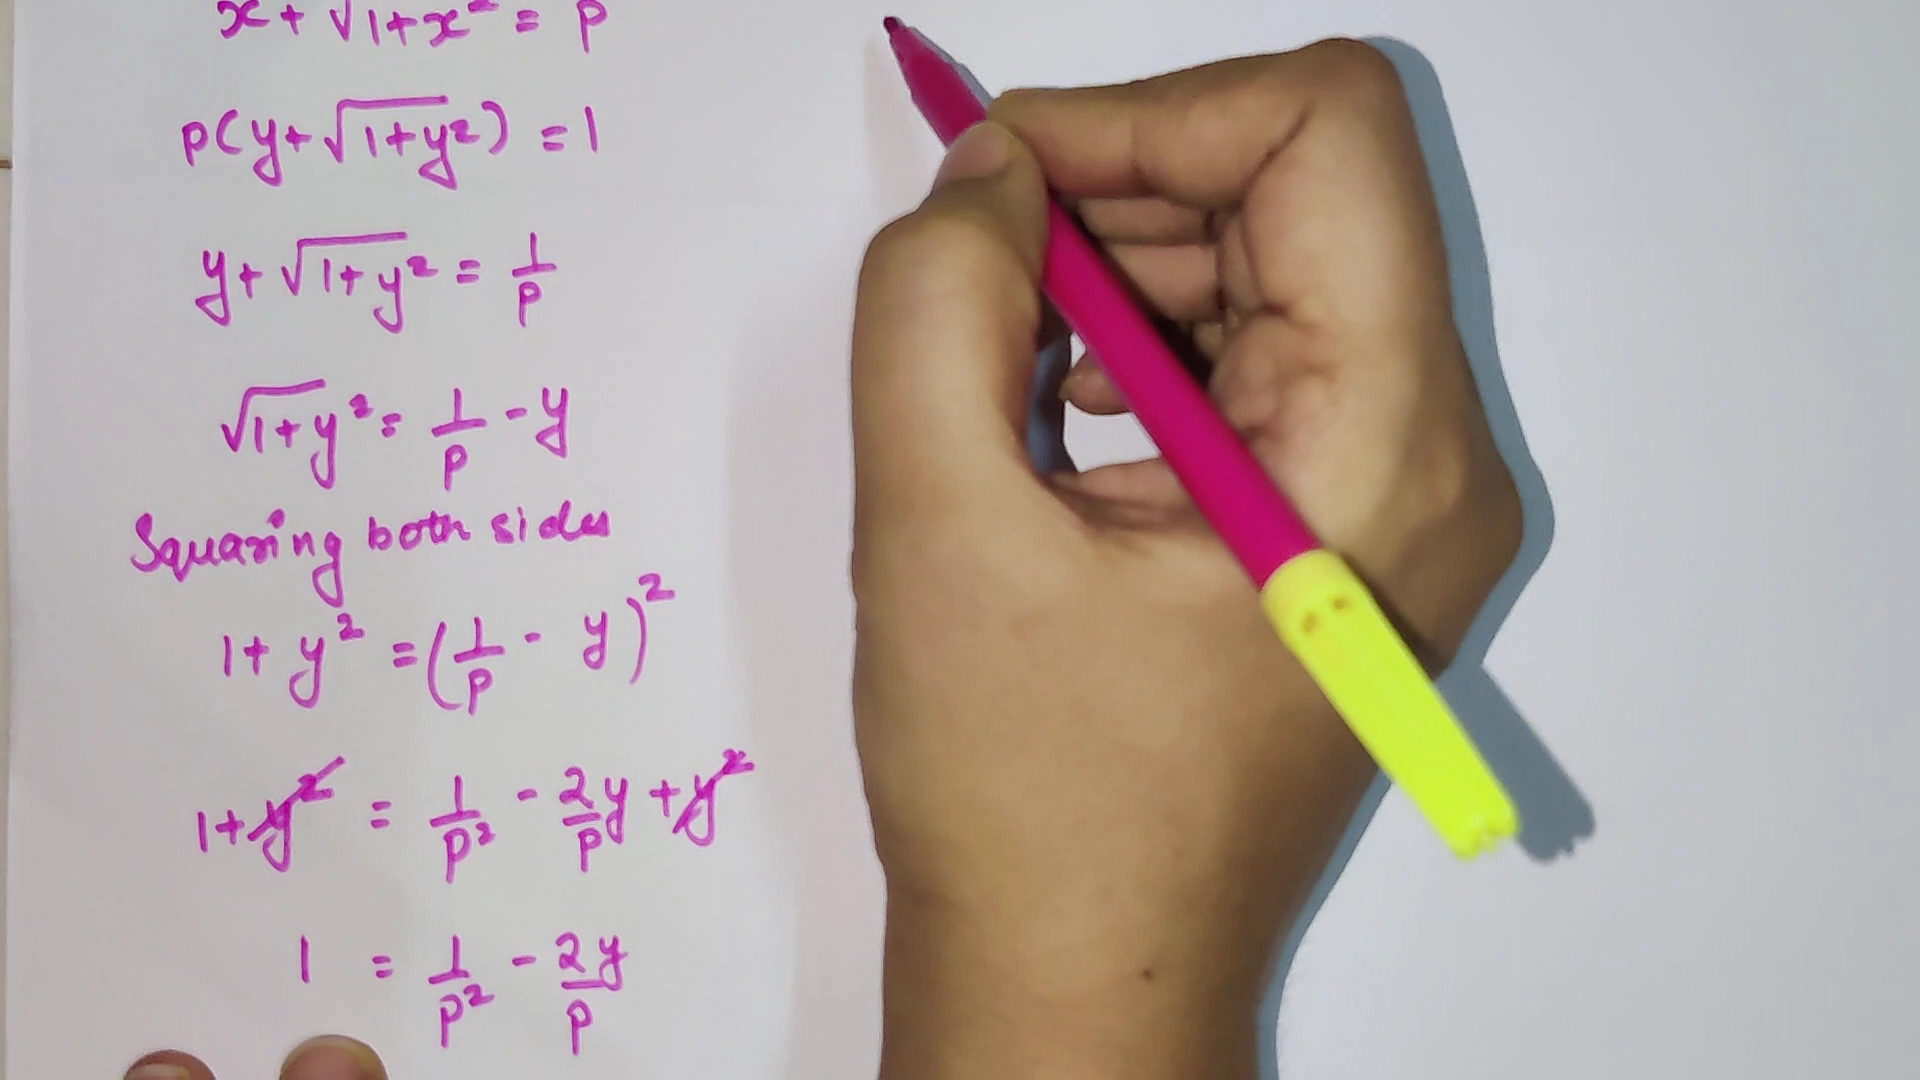 x + √1+x² = p
p(y+√1+y²) = 1
y+√1+y² = 1/p
√1+y² = 1/p - y
Squaring both sides
1 + y² = (1/p - y)²
1+y² = 1/p² - 2/p y + y²
1 = 1/p² - 2y/p